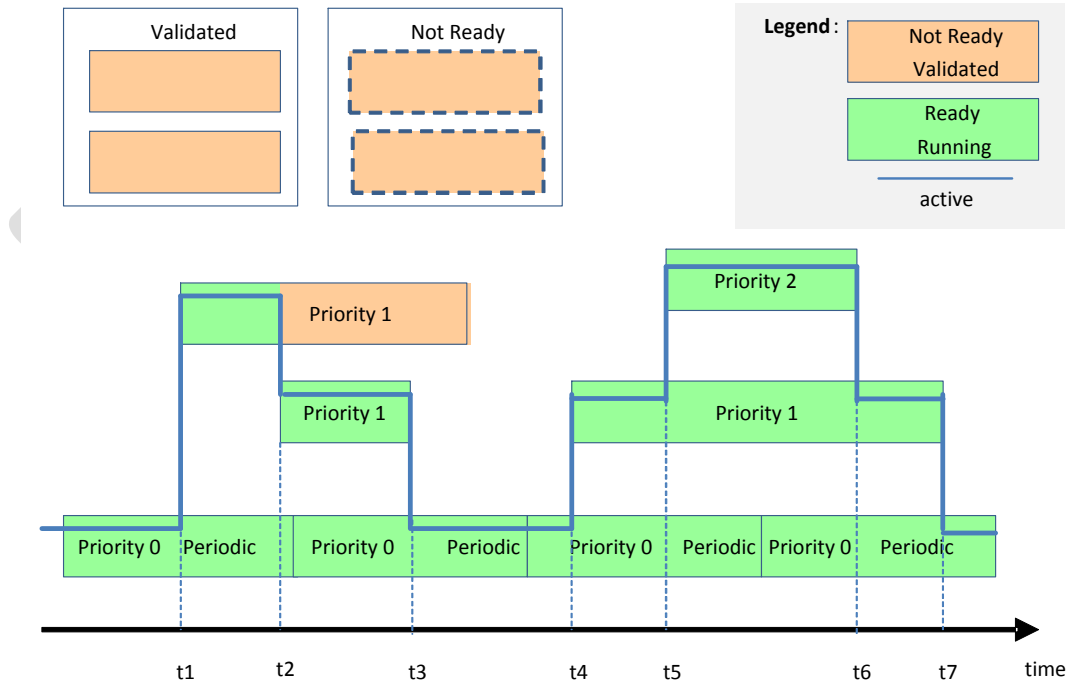 Validated
Not Ready
Legend :
Not Ready
Validated
Ready
Running
active
Priority 2
Priority 1
Priority 1
Priority 1
Priority 0 Periodic Priority 0 Periodic Priority 0 Periodic Priority 0 Periodic
t1 t2 t3 t4 t5 t6 t7 time